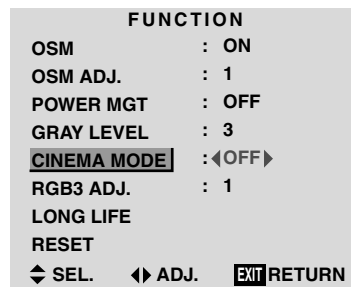 FUNCTION
OSM : ON
OSM ADJ. : 1
POWER MGT : OFF
GRAY LEVEL : 3
CINEMA MODE : OFF
RGB3 ADJ. : 1
LONG LIFE
RESET
SEL. ADJ. EXIT RETURN